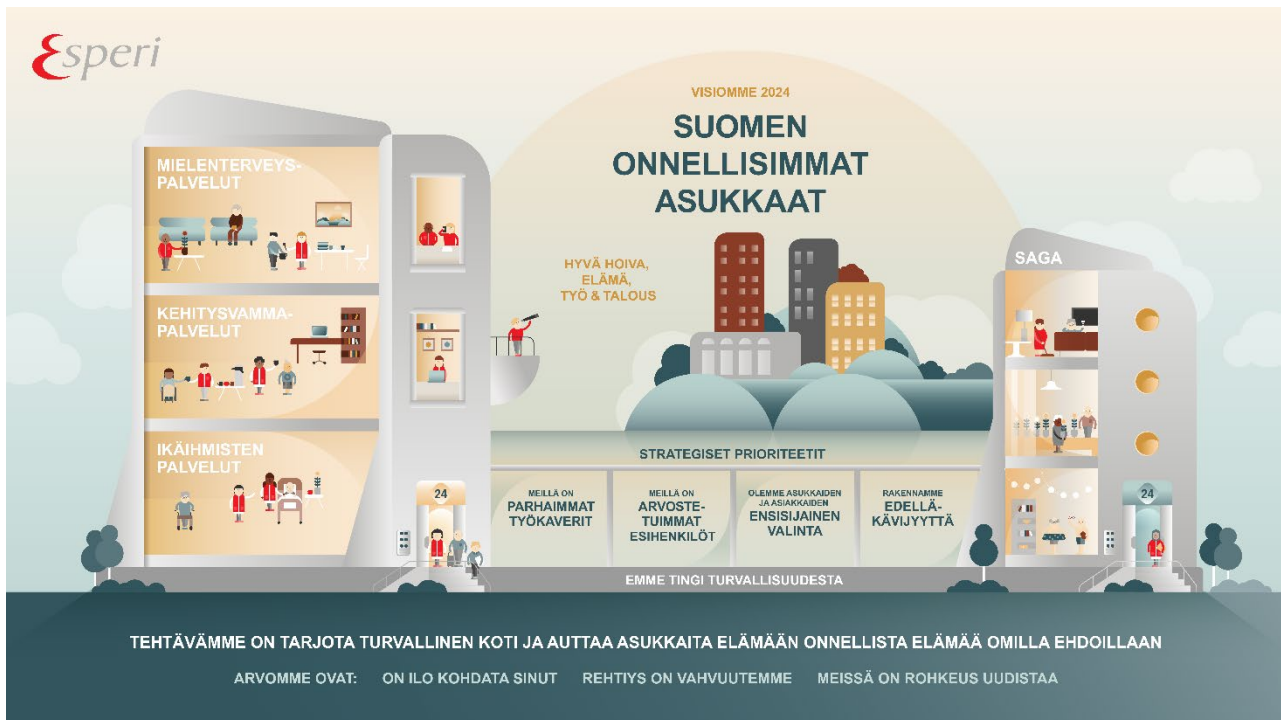 Esperi
VISIOMME 2024
SUOMEN
ONNELLISIMMAT
ASUKKAAT
HYVÄ HOIVA,
ELÄMÄ,
TYÖ & TALOUS
MIELENTERVEYS-
PALVELUT
KEHITYSVAMMA-
PALVELUT
IKÄIHMISTEN
PALVELUT
24
SAGA
24
STRATEGISET PRIORITEETIT
MEILLÄ ON
PARHAIMMAT
TYÖKAVERIT
MEILLÄ ON
ARVOSTE-
TUIMMAT
ESIHENKILÖT
OLEMME ASUKKAIDEN
JA ASIAKKAIDEN
ENSISIJAINEN
VALINTA
RAKENNAMME
EDELLÄ-
KÄVIJYYTTÄ
EMME TINGI TURVALLISUUDESTA
TEHTÄVÄMME ON TARJOTA TURVALLINEN KOTI JA AUTTAA ASUKKAITA ELÄMÄÄN ONNELLISTA ELÄMÄÄ OMILLA EHDOILLAAN
ARVOMME OVAT: ON ILO KOHDATA SINUT REHTIYS ON VAHVUUTEMME MEISSÄ ON ROHKEUS UUDISTAA